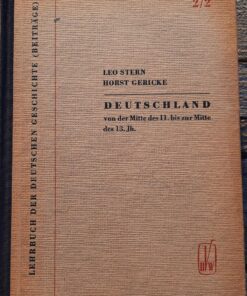 2/2
LEO STERN
HORST GERICKE
DEUTSCHLAND
von der Mitte des 11. bis zur Mitte
des 13. Jh.
LEHRBUCH DER DEUTSCHEN GESCHICHTE (BEITRÄGE)